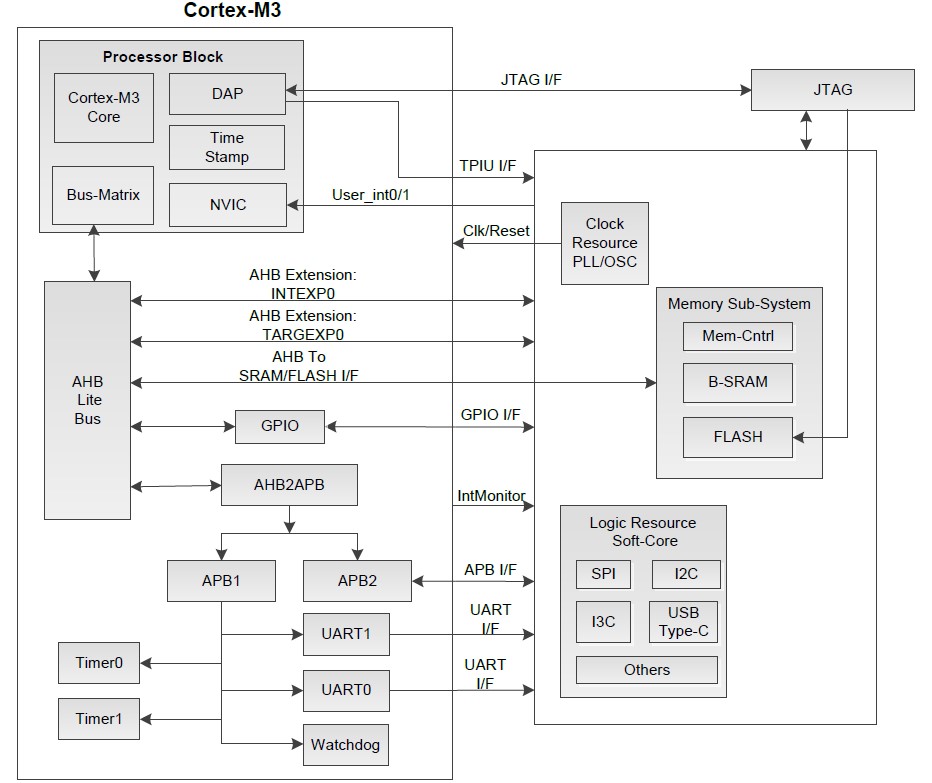 Cortex-M3
Processor Block
Cortex-M3
Core
DAP
Time
Stamp
Bus-Matrix
NVIC
JTAG I/F
JTAG
TPIU I/F
User_int0/1
Clk/Reset
Clock
Resource
PLL/OSC
AHB Extension:
INTEXP0
AHB Extension:
TARGEXP0
AHB To
SRAM/FLASH I/F
Memory Sub-System
Mem-Cntrl
B-SRAM
FLASH
AHB
Lite
Bus
GPIO
GPIO I/F
AHB2APB
IntMonitor
Logic Resource
Soft-Core
SPI
I2C
I3C
USB
Type-C
Others
APB1
APB2
APB I/F
UART1
UART
I/F
Timer0
UART0
UART
I/F
Timer1
Watchdog